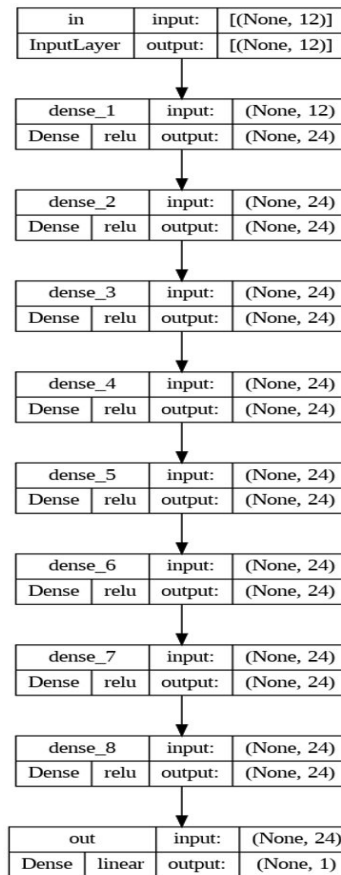 in input: [(None, 12)]
InputLayer output: [(None, 12)]
dense_1 input: (None, 12)
Dense relu output: (None, 24)
dense_2 input: (None, 24)
Dense relu output: (None, 24)
dense_3 input: (None, 24)
Dense relu output: (None, 24)
dense_4 input: (None, 24)
Dense relu output: (None, 24)
dense_5 input: (None, 24)
Dense relu output: (None, 24)
dense_6 input: (None, 24)
Dense relu output: (None, 24)
dense_7 input: (None, 24)
Dense relu output: (None, 24)
dense_8 input: (None, 24)
Dense relu output: (None, 24)
out input: (None, 24)
Dense linear output: (None, 1)